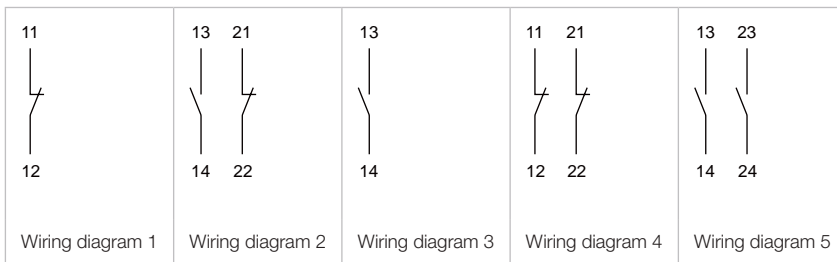 11
12
Wiring diagram 1
13 21
14 22
Wiring diagram 2
13
14
Wiring diagram 3
11 21
12 22
Wiring diagram 4
13 23
14 24
Wiring diagram 5